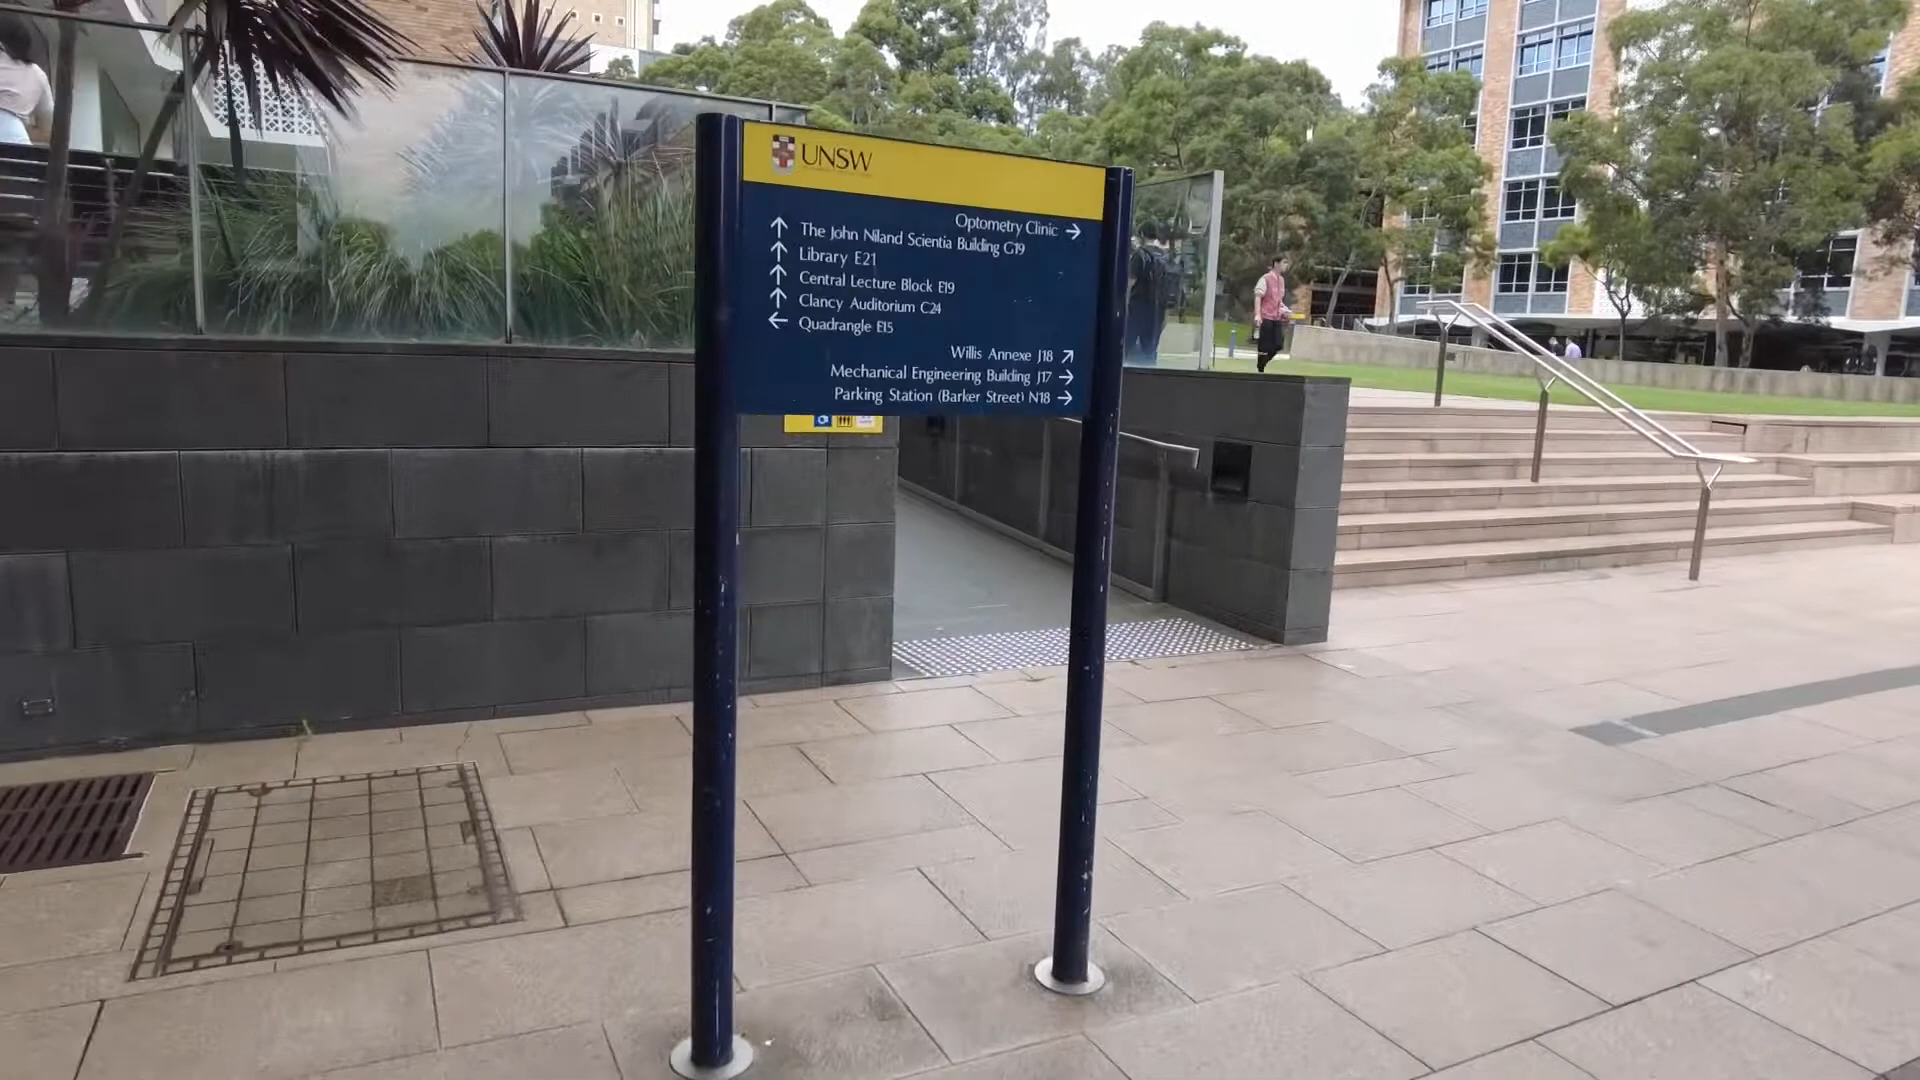 UNSW
Optometry Clinic →
↑ The John Niland Scientia Building G19
↑ Library E21
↑ Central Lecture Block E19
↑ Clancy Auditorium C24
← Quadrangle E15
Willis Annexe J18 ↗
Mechanical Engineering Building J17 →
Parking Station (Barker Street) N18 →